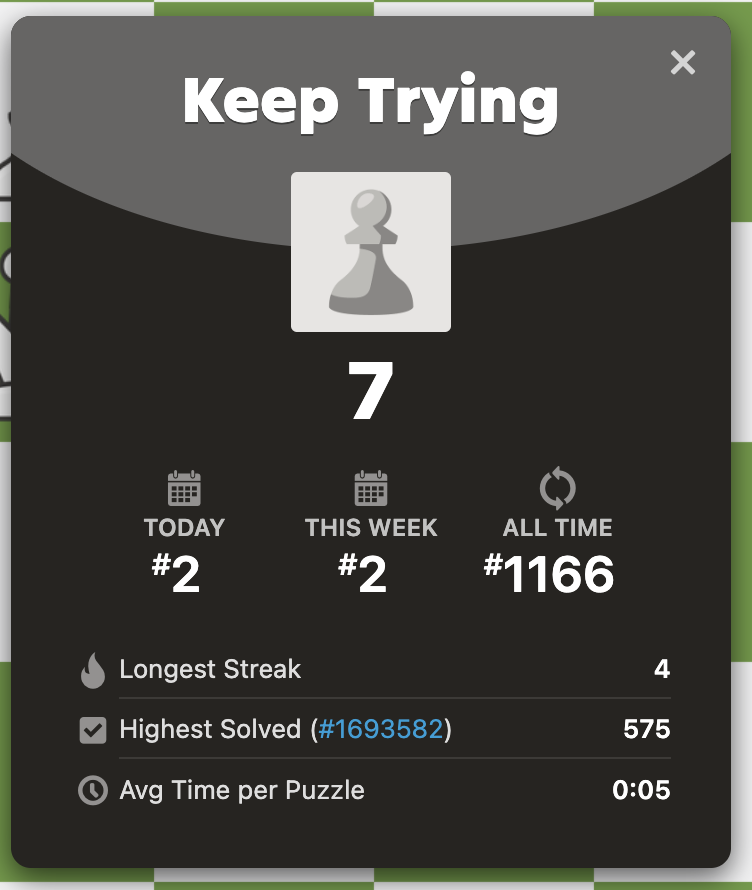 Keep Trying
7
TODAY
THIS WEEK
ALL TIME
#2
#2
#1166
Longest Streak 4
Highest Solved (#1693582) 575
Avg Time per Puzzle 0:05